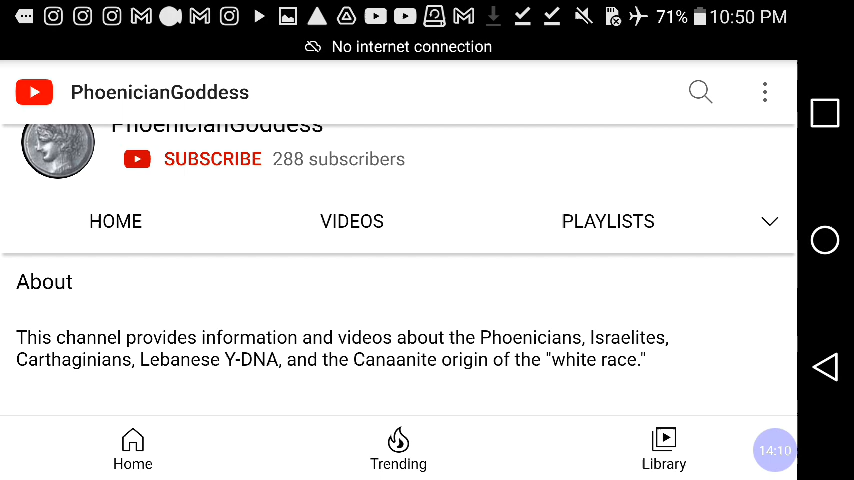 71% 10:50 PM
No internet connection
PhoenicianGoddess
PhoenicianGoddess
SUBSCRIBE 288 subscribers
HOME VIDEOS PLAYLISTS
About
This channel provides information and videos about the Phoenicians, Israelites,
Carthaginians, Lebanese Y-DNA, and the Canaanite origin of the "white race."
Home Trending Library
14:10